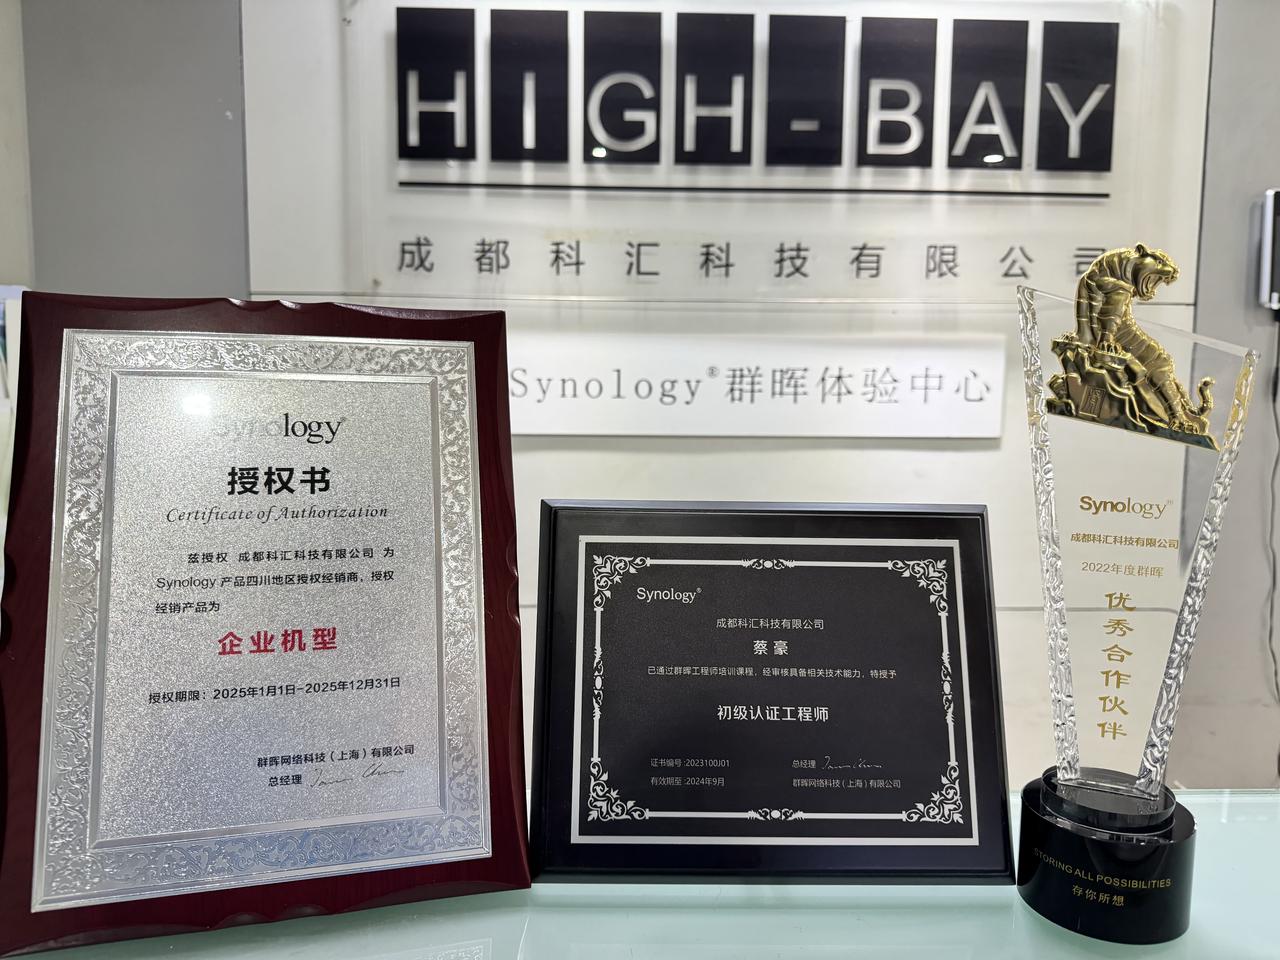 HIGH-BAY
成都科汇科技有限公司
Synology®群晖体验中心
Synology®
授权书
Certificate of Authorization
兹授权 成都科汇科技有限公司 为
Synology 产品四川地区授权经销商，授权
经销产品为
企业机型
授权期限：2025年1月1日-2025年12月31日
群晖网络科技（上海）有限公司
总经理
Synology®
成都科汇科技有限公司
蔡豪
已通过群晖工程师培训课程，经审核具备相关技术能力，特授予
初级认证工程师
证书编号:2023100J01
总经理
有效期至:2024年9月
群晖网络科技（上海）有限公司
Synology®
成都科汇科技有限公司
2022年度群晖
优秀合作伙伴
STORING ALL POSSIBILITIES
存你所想